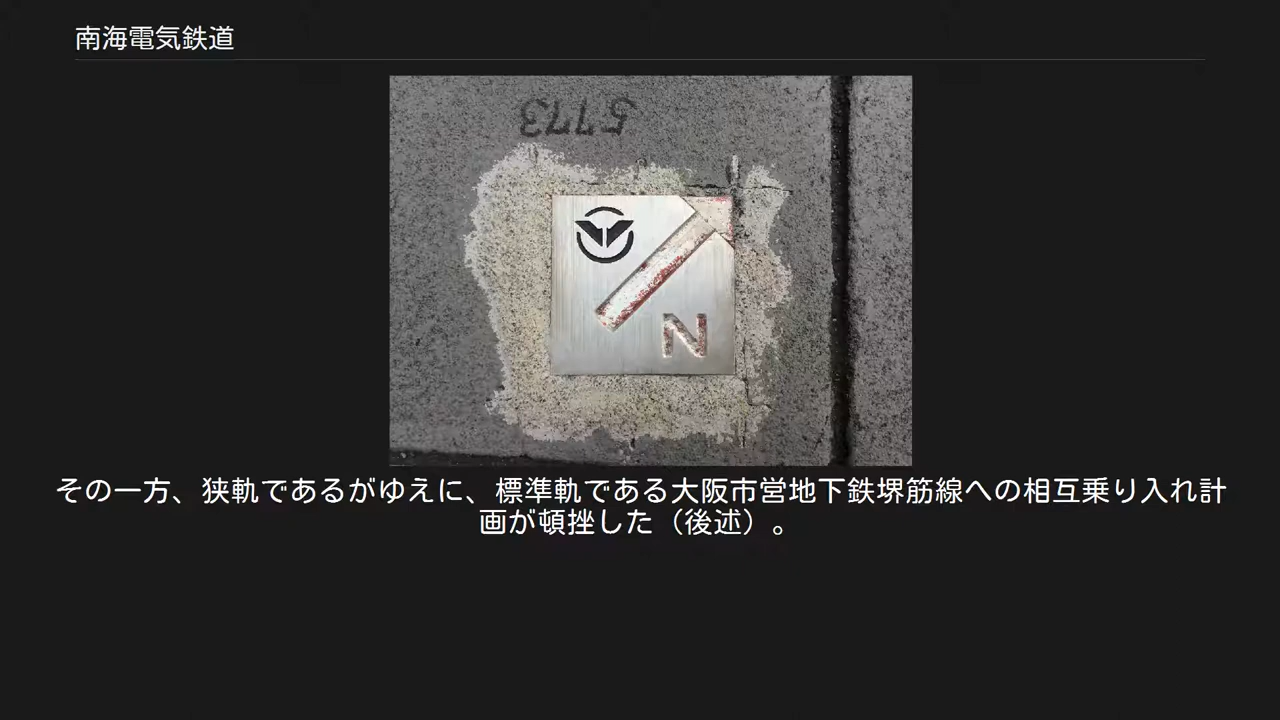 南海電気鉄道
5773
N
その一方、狭軌であるがゆえに、標準軌である大阪市営地下鉄堺筋線への相互乗り入れ計
画が頓挫した（後述）。